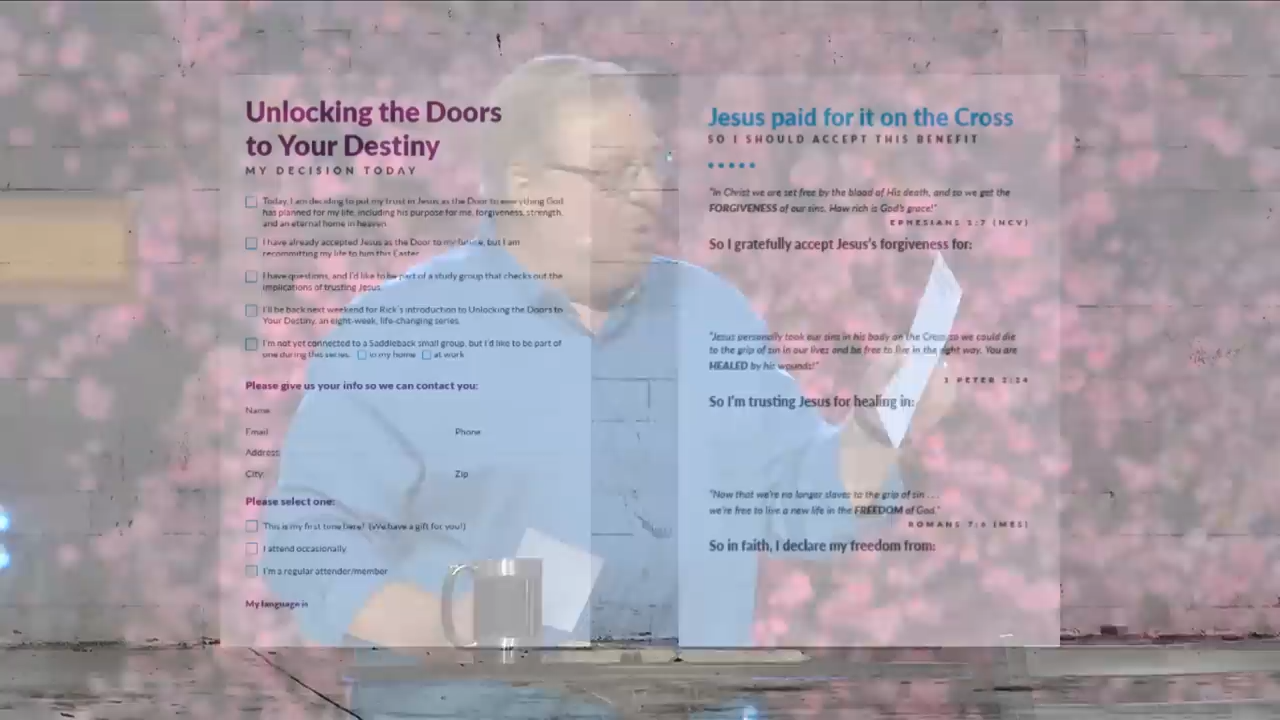 Unlocking the Doors
to Your Destiny
MY DECISION TODAY
Today, I am deciding to put my trust in Jesus as the Door to everything God
has planned for my life, including his purpose for me, forgiveness, strength,
and an eternal home in heaven.
I have already accepted Jesus as the Door to my future, but I am
recommitting my life to him this Easter.
I have questions, and I'd like to be part of a study group that checks out the
implications of trusting Jesus.
I'll be back next weekend for Rick's introduction to Unlocking the Doors to
Your Destiny, an eight-week, life-changing series.
I'm not yet connected to a Saddleback small group, but I'd like to be part of
one during this series. in my home at work
Please give us your info so we can contact you:
Name
Email Phone
Address:
City: Zip
Please select one:
This is my first time here! (We have a gift for you!)
I attend occasionally
I'm a regular attender/member
My language is
Jesus paid for it on the Cross
SO I SHOULD ACCEPT THIS BENEFIT
"In Christ we are set free by the blood of His death, and so we get the
FORGIVENESS of our sins. How rich is God's grace!"
EPHESIANS 1:7 (NCV)
So I gratefully accept Jesus's forgiveness for:
"Jesus personally took our sins in his body on the Cross so we could die
to the grip of sin in our lives and be free to live in the right way. You are
HEALED by his wounds!"
1 PETER 2:24
So I'm trusting Jesus for healing in:
"Now that we're no longer slaves to the grip of sin . . .
we're free to live a new life in the FREEDOM of God."
ROMANS 7:6 (MES)
So in faith, I declare my freedom from: